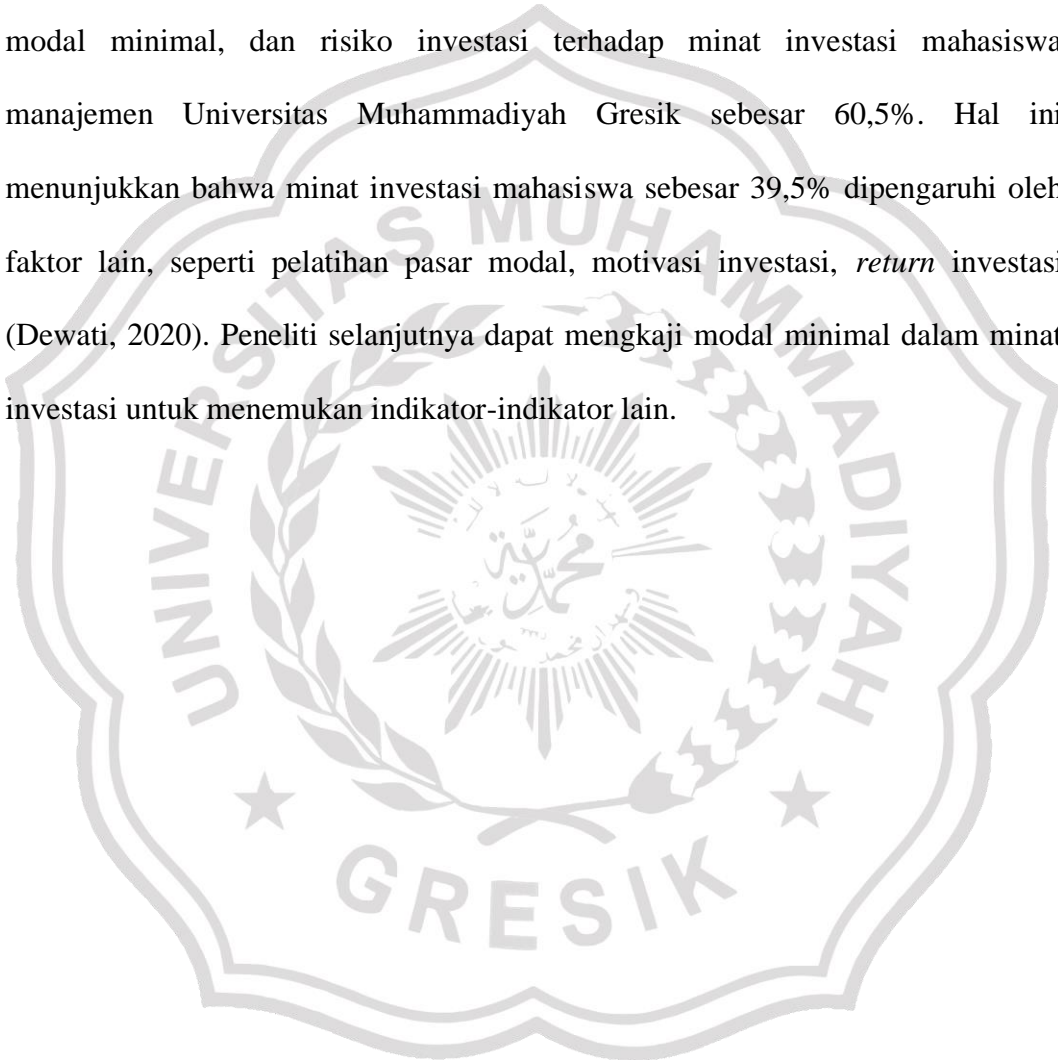 modal minimal, dan risiko investasi terhadap minat investasi mahasiswa
manajemen Universitas Muhammadiyah Gresik sebesar 60,5%. Hal ini
menunjukkan bahwa minat investasi mahasiswa sebesar 39,5% dipengaruhi oleh
faktor lain, seperti pelatihan pasar modal, motivasi investasi, return investasi
(Dewati, 2020). Peneliti selanjutnya dapat mengkaji modal minimal dalam minat
investasi untuk menemukan indikator-indikator lain.
UNIVERSITAS MUHAMMADIYAH
GRESIK